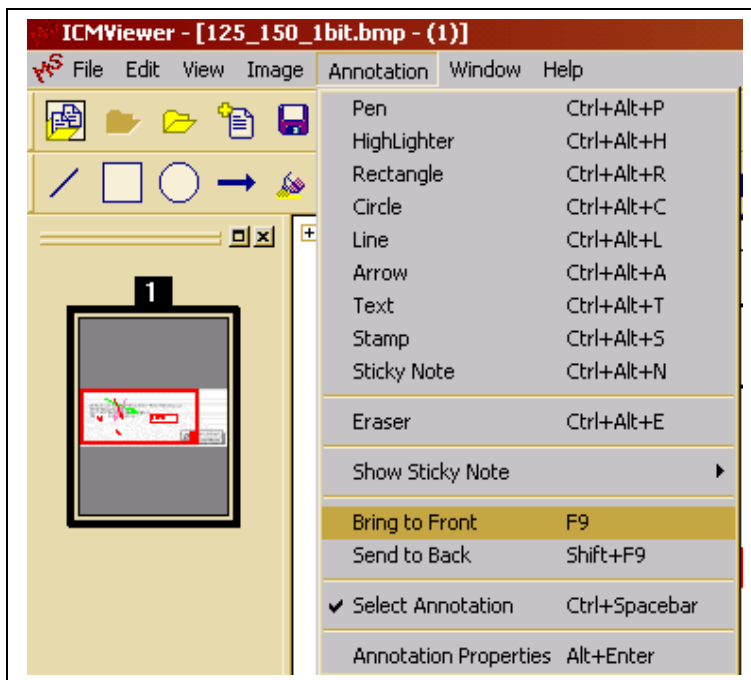 ICMViewer - [125_150_1bit.bmp - (1)]
File Edit View Image Annotation Window Help
Pen Ctrl+Alt+P
HighLighter Ctrl+Alt+H
Rectangle Ctrl+Alt+R
Circle Ctrl+Alt+C
Line Ctrl+Alt+L
Arrow Ctrl+Alt+A
Text Ctrl+Alt+T
Stamp Ctrl+Alt+S
Sticky Note Ctrl+Alt+N
Eraser Ctrl+Alt+E
Show Sticky Note
Bring to Front F9
Send to Back Shift+F9
Select Annotation Ctrl+Spacebar
Annotation Properties Alt+Enter
1